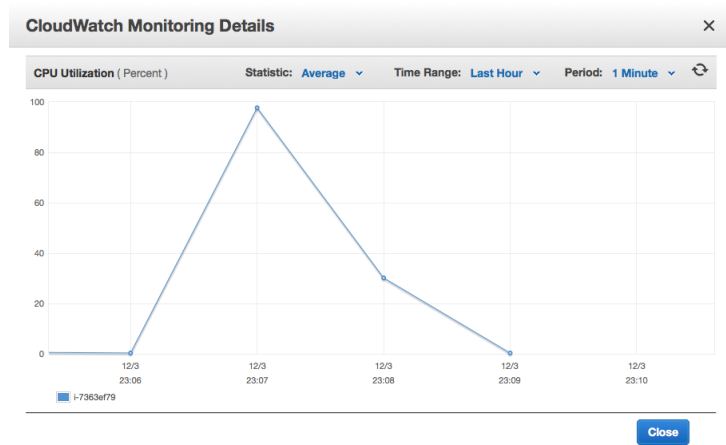 CloudWatch Monitoring Details ×
CPU Utilization ( Percent ) Statistic: Average Time Range: Last Hour Period: 1 Minute
100
80
60
40
20
0
12/3 12/3 12/3 12/3 12/3
23:06 23:07 23:08 23:09 23:10
i-7363ef79
Close